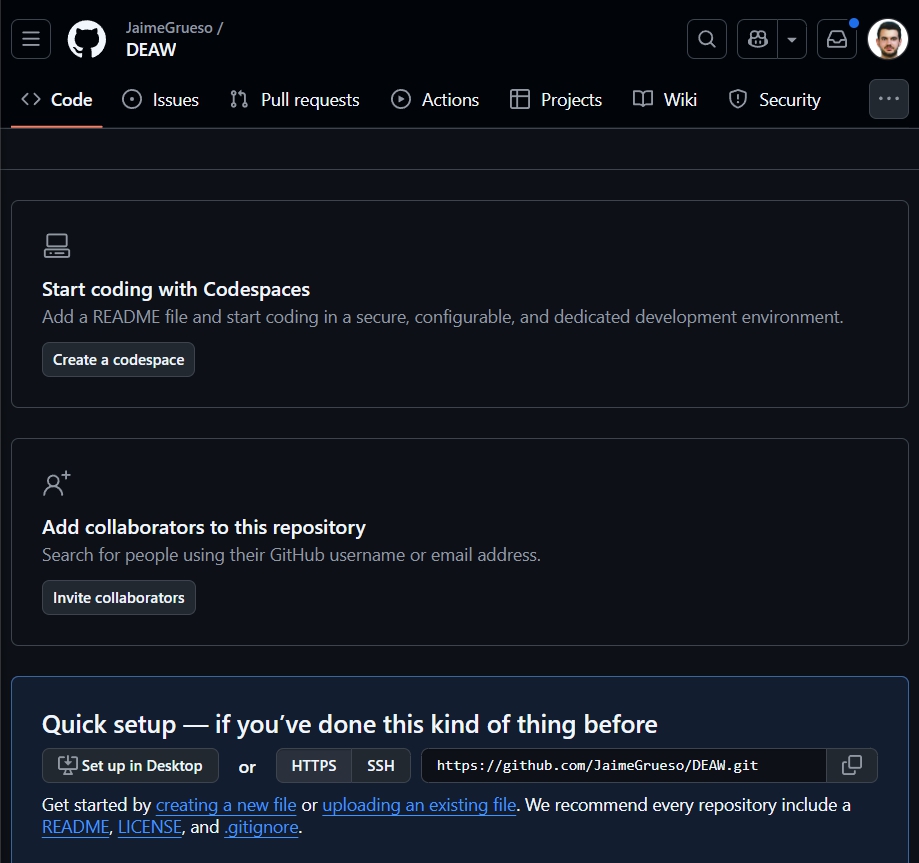 JaimeGrueso /
DEAW
Code Issues Pull requests Actions Projects Wiki Security
Start coding with Codespaces
Add a README file and start coding in a secure, configurable, and dedicated development environment.
Create a codespace
Add collaborators to this repository
Search for people using their GitHub username or email address.
Invite collaborators
Quick setup — if you’ve done this kind of thing before
Set up in Desktop or HTTPS SSH https://github.com/JaimeGrueso/DEAW.git
Get started by creating a new file or uploading an existing file. We recommend every repository include a
README, LICENSE, and .gitignore.